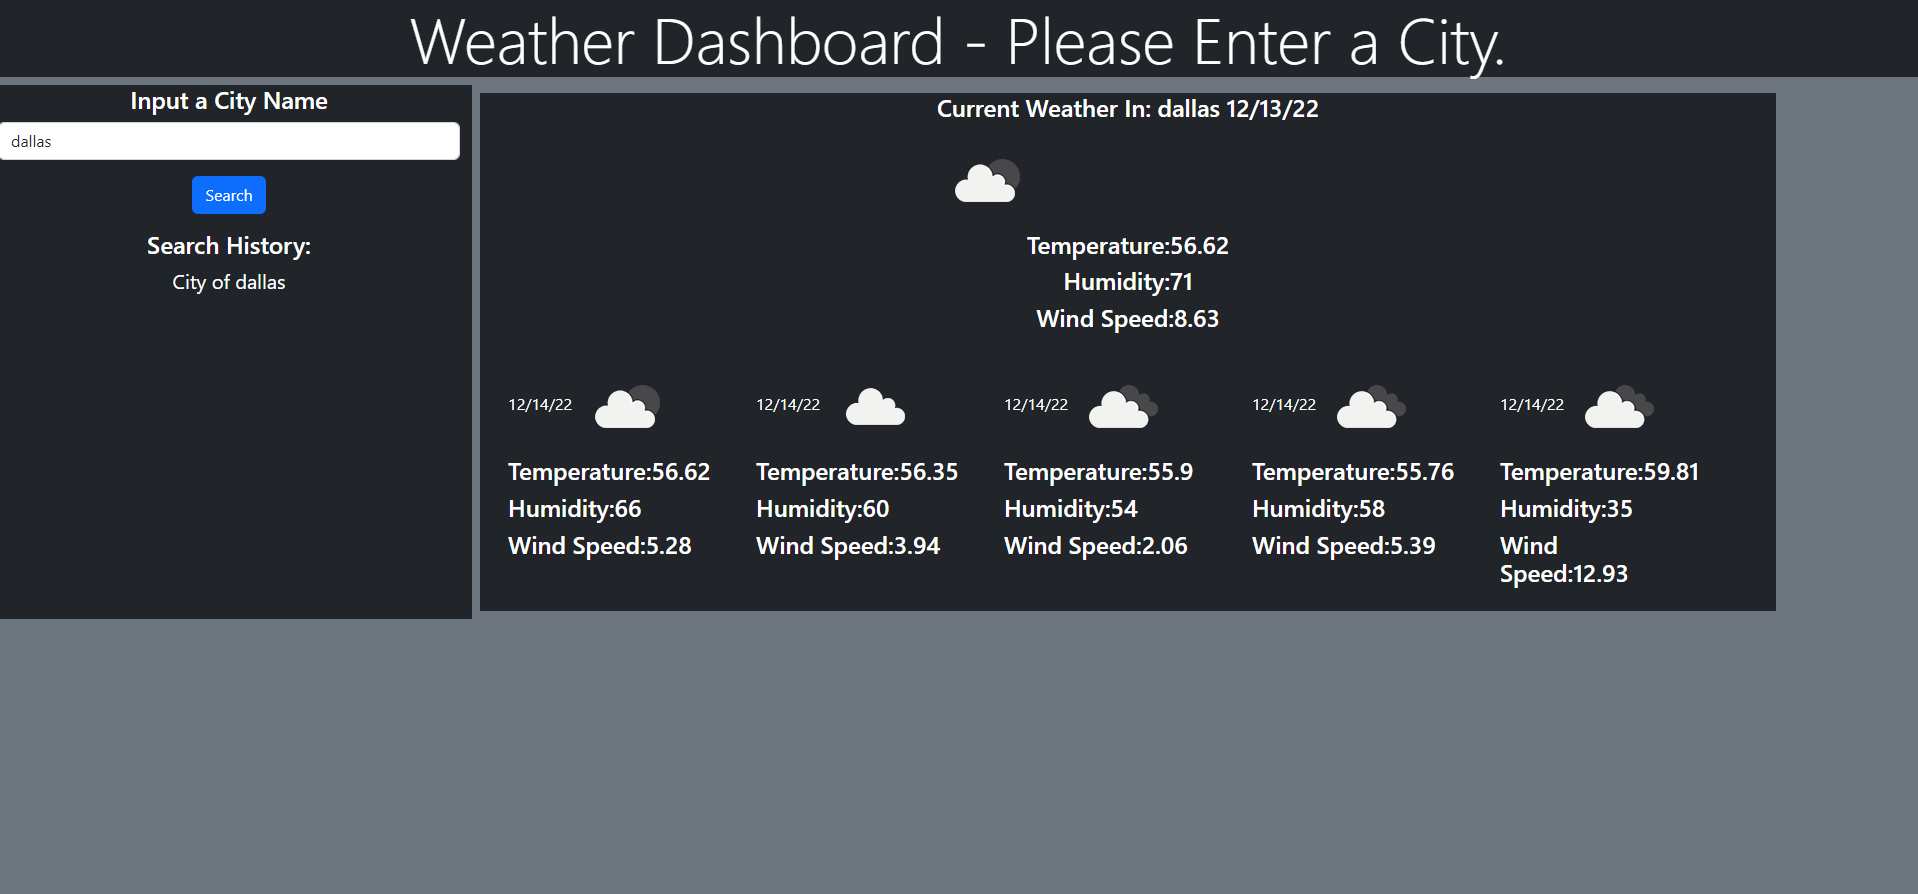 Weather Dashboard - Please Enter a City.
Input a City Name
dallas
Search
Search History:
City of dallas
Current Weather In: dallas 12/13/22
Temperature:56.62
Humidity:71
Wind Speed:8.63
12/14/22
Temperature:56.62
Humidity:66
Wind Speed:5.28
12/14/22
Temperature:56.35
Humidity:60
Wind Speed:3.94
12/14/22
Temperature:55.9
Humidity:54
Wind Speed:2.06
12/14/22
Temperature:55.76
Humidity:58
Wind Speed:5.39
12/14/22
Temperature:59.81
Humidity:35
Wind
Speed:12.93